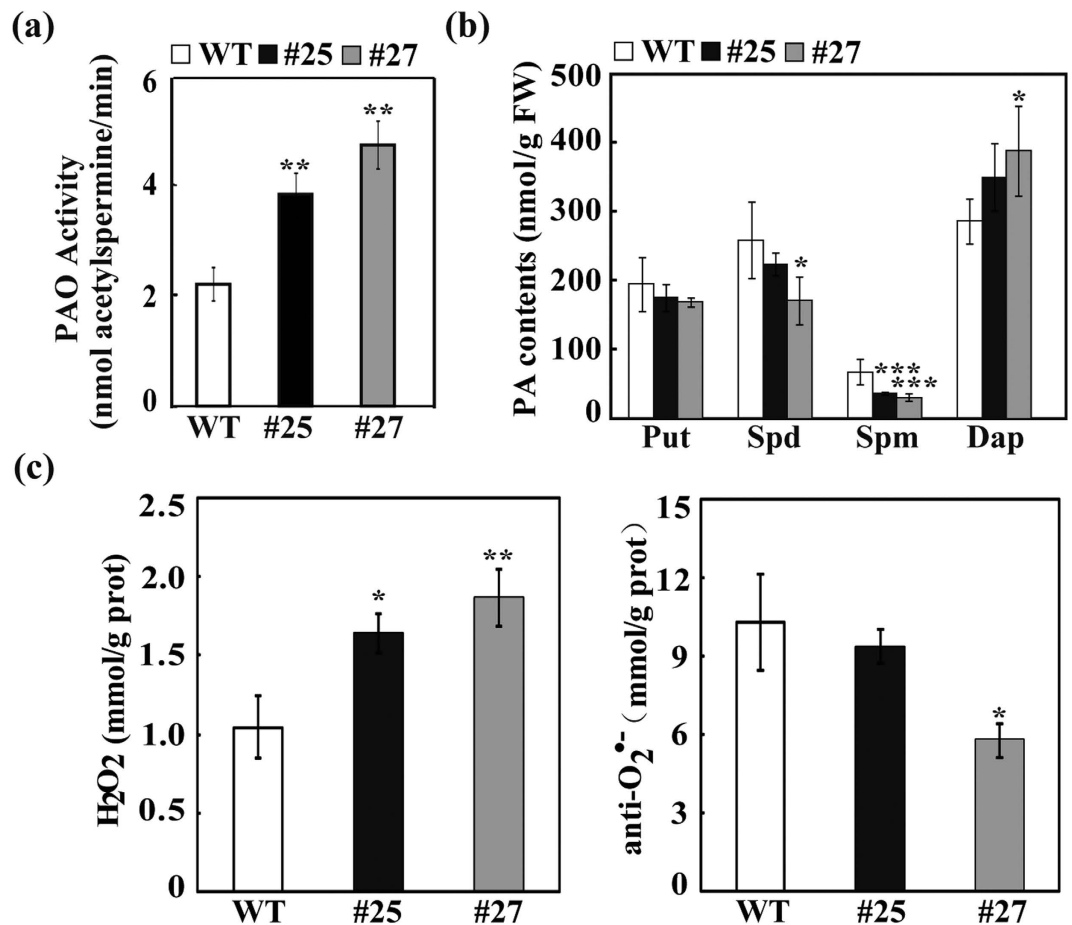 (a)
WT #25 #27
PAO Activity
(nmol acetylspermine/min)
6
4
2
0
**
**
WT #25 #27
(b)
WT #25 #27
PA contents (nmol/g FW)
500
400
300
200
100
0
*
***
***
*
Put Spd Spm Dap
(c)
H2O2 (mmol/g prot)
2.5
2.0
1.5
1.0
0.5
0
*
**
WT #25 #27
anti-O2•- (mmol/g prot)
15
12
9
6
3
0
*
WT #25 #27